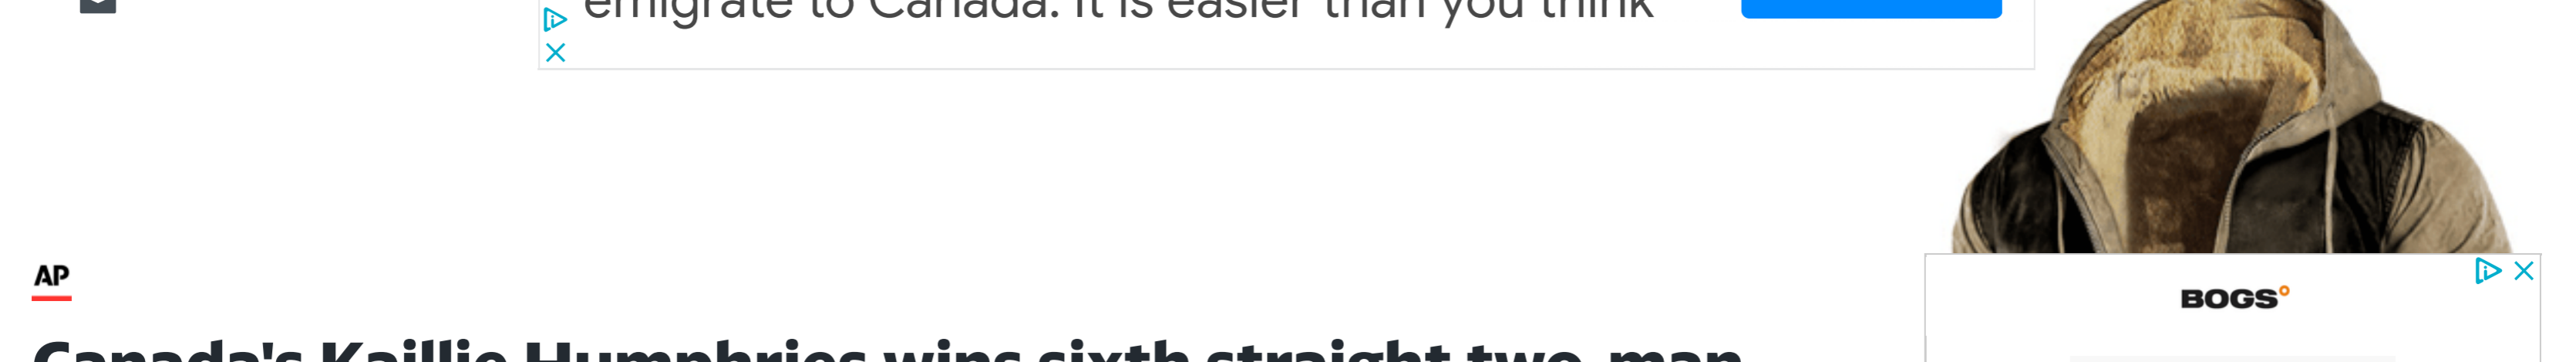 emigrate to Canada. It is easier than you think
AP
BOGS
Canada's Kaillie Humphries wins sixth straight two-man